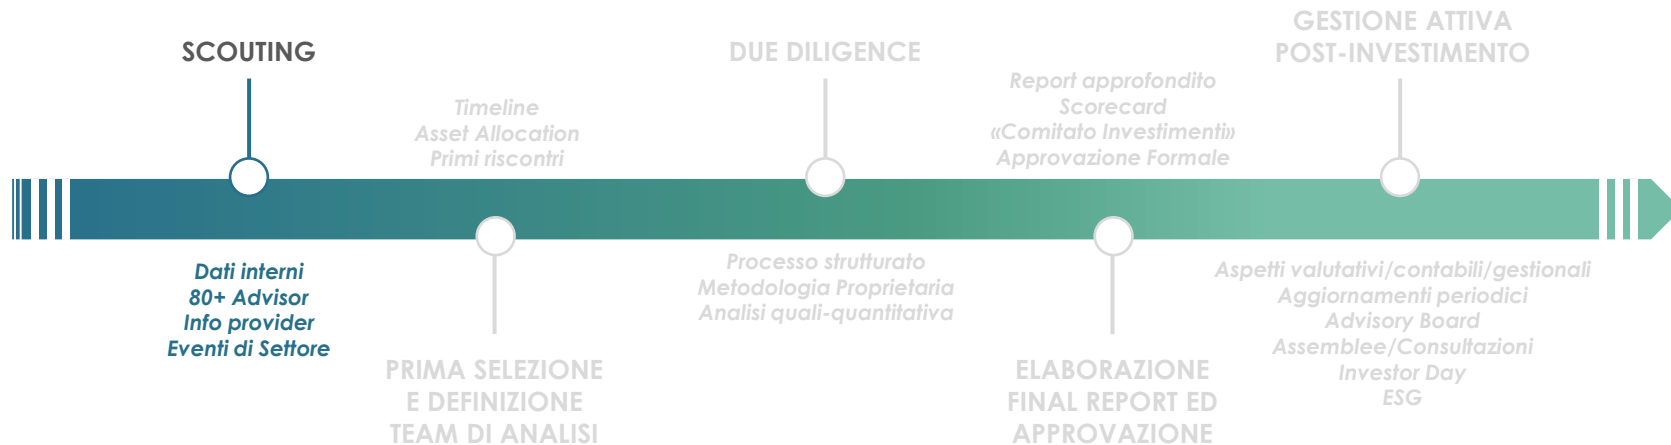 SCOUTING
Dati interni
80+ Advisor
Info provider
Eventi di Settore
Timeline
Asset Allocation
Primi riscontri
PRIMA SELEZIONE
E DEFINIZIONE
TEAM DI ANALISI
DUE DILIGENCE
Processo strutturato
Metodologia Proprietaria
Analisi quali-quantitativa
Report approfondito
Scorecard
«Comitato Investimenti»
Approvazione Formale
ELABORAZIONE
FINAL REPORT ED
APPROVAZIONE
GESTIONE ATTIVA
POST-INVESTIMENTO
Aspetti valutativi/contabili/gestionali
Aggiornamenti periodici
Advisory Board
Assemblee/Consultazioni
Investor Day
ESG